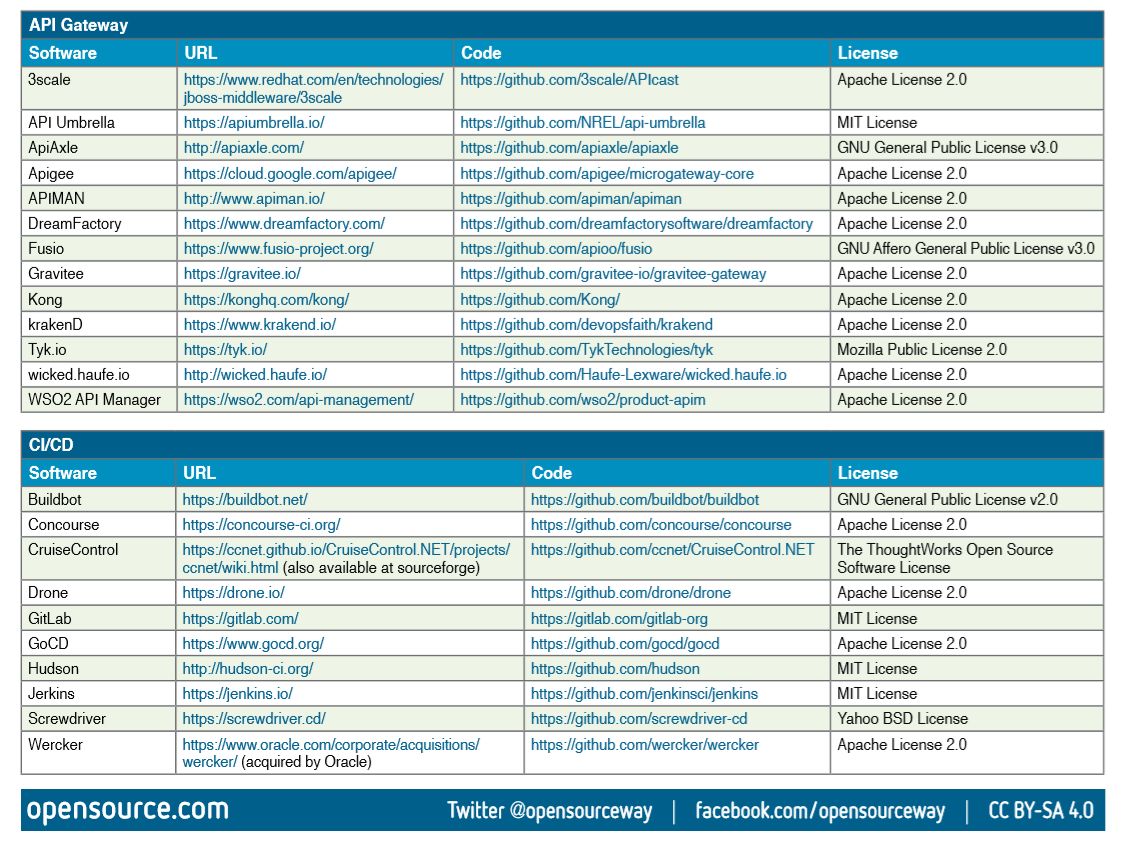 API Gateway
Software URL Code License
3scale https://www.redhat.com/en/technologies/ https://github.com/3scale/APIcast Apache License 2.0
jboss-middleware/3scale
API Umbrella https://apiumbrella.io/ https://github.com/NREL/api-umbrella MIT License
ApiAxle http://apiaxle.com/ https://github.com/apiaxle/apiaxle GNU General Public License v3.0
Apigee https://cloud.google.com/apigee/ https://github.com/apigee/microgateway-core Apache License 2.0
APIMAN http://www.apiman.io/ https://github.com/apiman/apiman Apache License 2.0
DreamFactory https://www.dreamfactory.com/ https://github.com/dreamfactorysoftware/dreamfactory Apache License 2.0
Fusio https://www.fusio-project.org/ https://github.com/apioo/fusio GNU Affero General Public License v3.0
Gravitee https://gravitee.io/ https://github.com/gravitee-io/gravitee-gateway Apache License 2.0
Kong https://konghq.com/kong/ https://github.com/Kong/ Apache License 2.0
krakenD https://www.krakend.io/ https://github.com/devopsfaith/krakend Apache License 2.0
Tyk.io https://tyk.io/ https://github.com/TykTechnologies/tyk Mozilla Public License 2.0
wicked.haufe.io http://wicked.haufe.io/ https://github.com/Haufe-Lexware/wicked.haufe.io Apache License 2.0
WSO2 API Manager https://wso2.com/api-management/ https://github.com/wso2/product-apim Apache License 2.0
CI/CD
Software URL Code License
Buildbot https://buildbot.net/ https://github.com/buildbot/buildbot GNU General Public License v2.0
Concourse https://concourse-ci.org/ https://github.com/concourse/concourse Apache License 2.0
CruiseControl https://ccnet.github.io/CruiseControl.NET/projects/ https://github.com/ccnet/CruiseControl.NET The ThoughtWorks Open Source
ccnet/wiki.html (also available at sourceforge) Software License
Drone https://drone.io/ https://github.com/drone/drone Apache License 2.0
GitLab https://gitlab.com/ https://gitlab.com/gitlab-org MIT License
GoCD https://www.gocd.org/ https://github.com/gocd/gocd Apache License 2.0
Hudson http://hudson-ci.org/ https://github.com/hudson MIT License
Jerkins https://jenkins.io/ https://github.com/jenkinsci/jenkins MIT License
Screwdriver https://screwdriver.cd/ https://github.com/screwdriver-cd Yahoo BSD License
Wercker https://www.oracle.com/corporate/acquisitions/ https://github.com/wercker/wercker Apache License 2.0
wercker/ (acquired by Oracle)
opensource.com Twitter @opensourceway | facebook.com/opensourceway | CC BY-SA 4.0